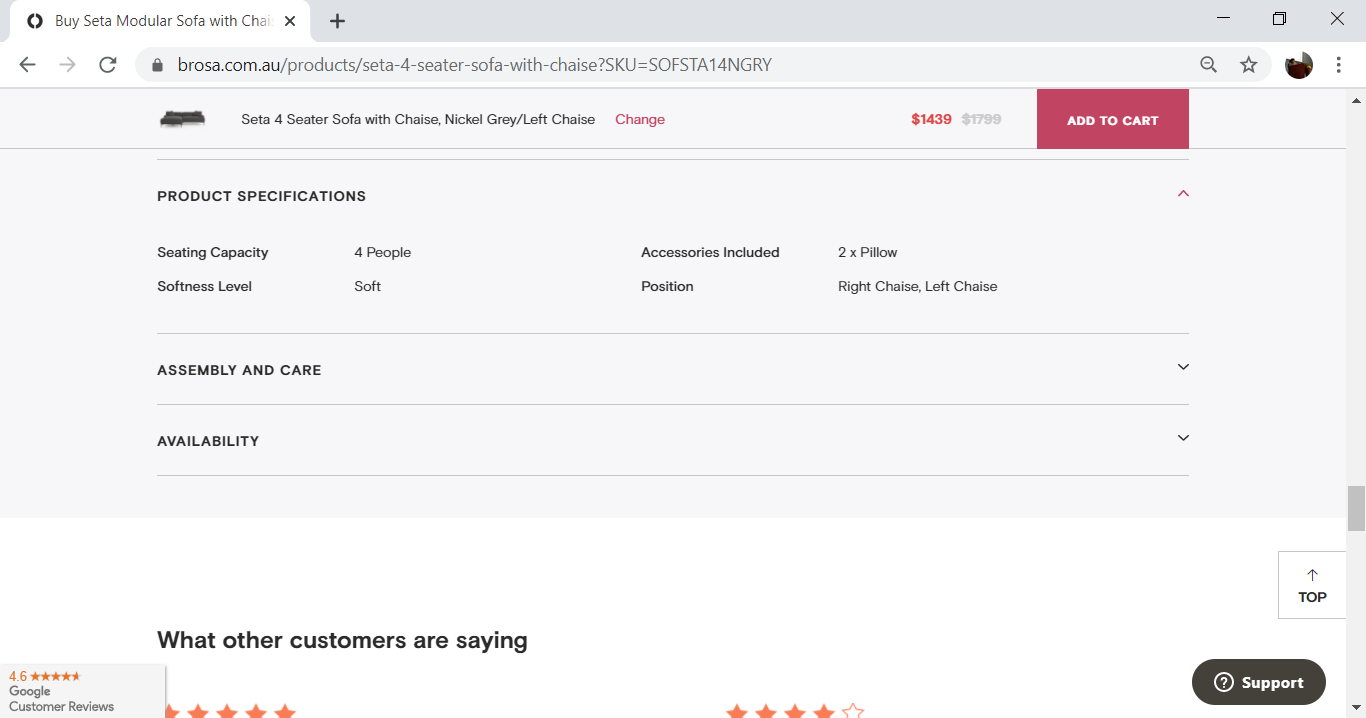 Buy Seta Modular Sofa with Chais
brosa.com.au/products/seta-4-seater-sofa-with-chaise?SKU=SOFSTA14NGRY
Seta 4 Seater Sofa with Chaise, Nickel Grey/Left Chaise Change $1439 $1799 ADD TO CART
PRODUCT SPECIFICATIONS
Seating Capacity 4 People Accessories Included 2 x Pillow
Softness Level Soft Position Right Chaise, Left Chaise
ASSEMBLY AND CARE
AVAILABILITY
TOP
What other customers are saying
4.6
Google
Customer Reviews
Support